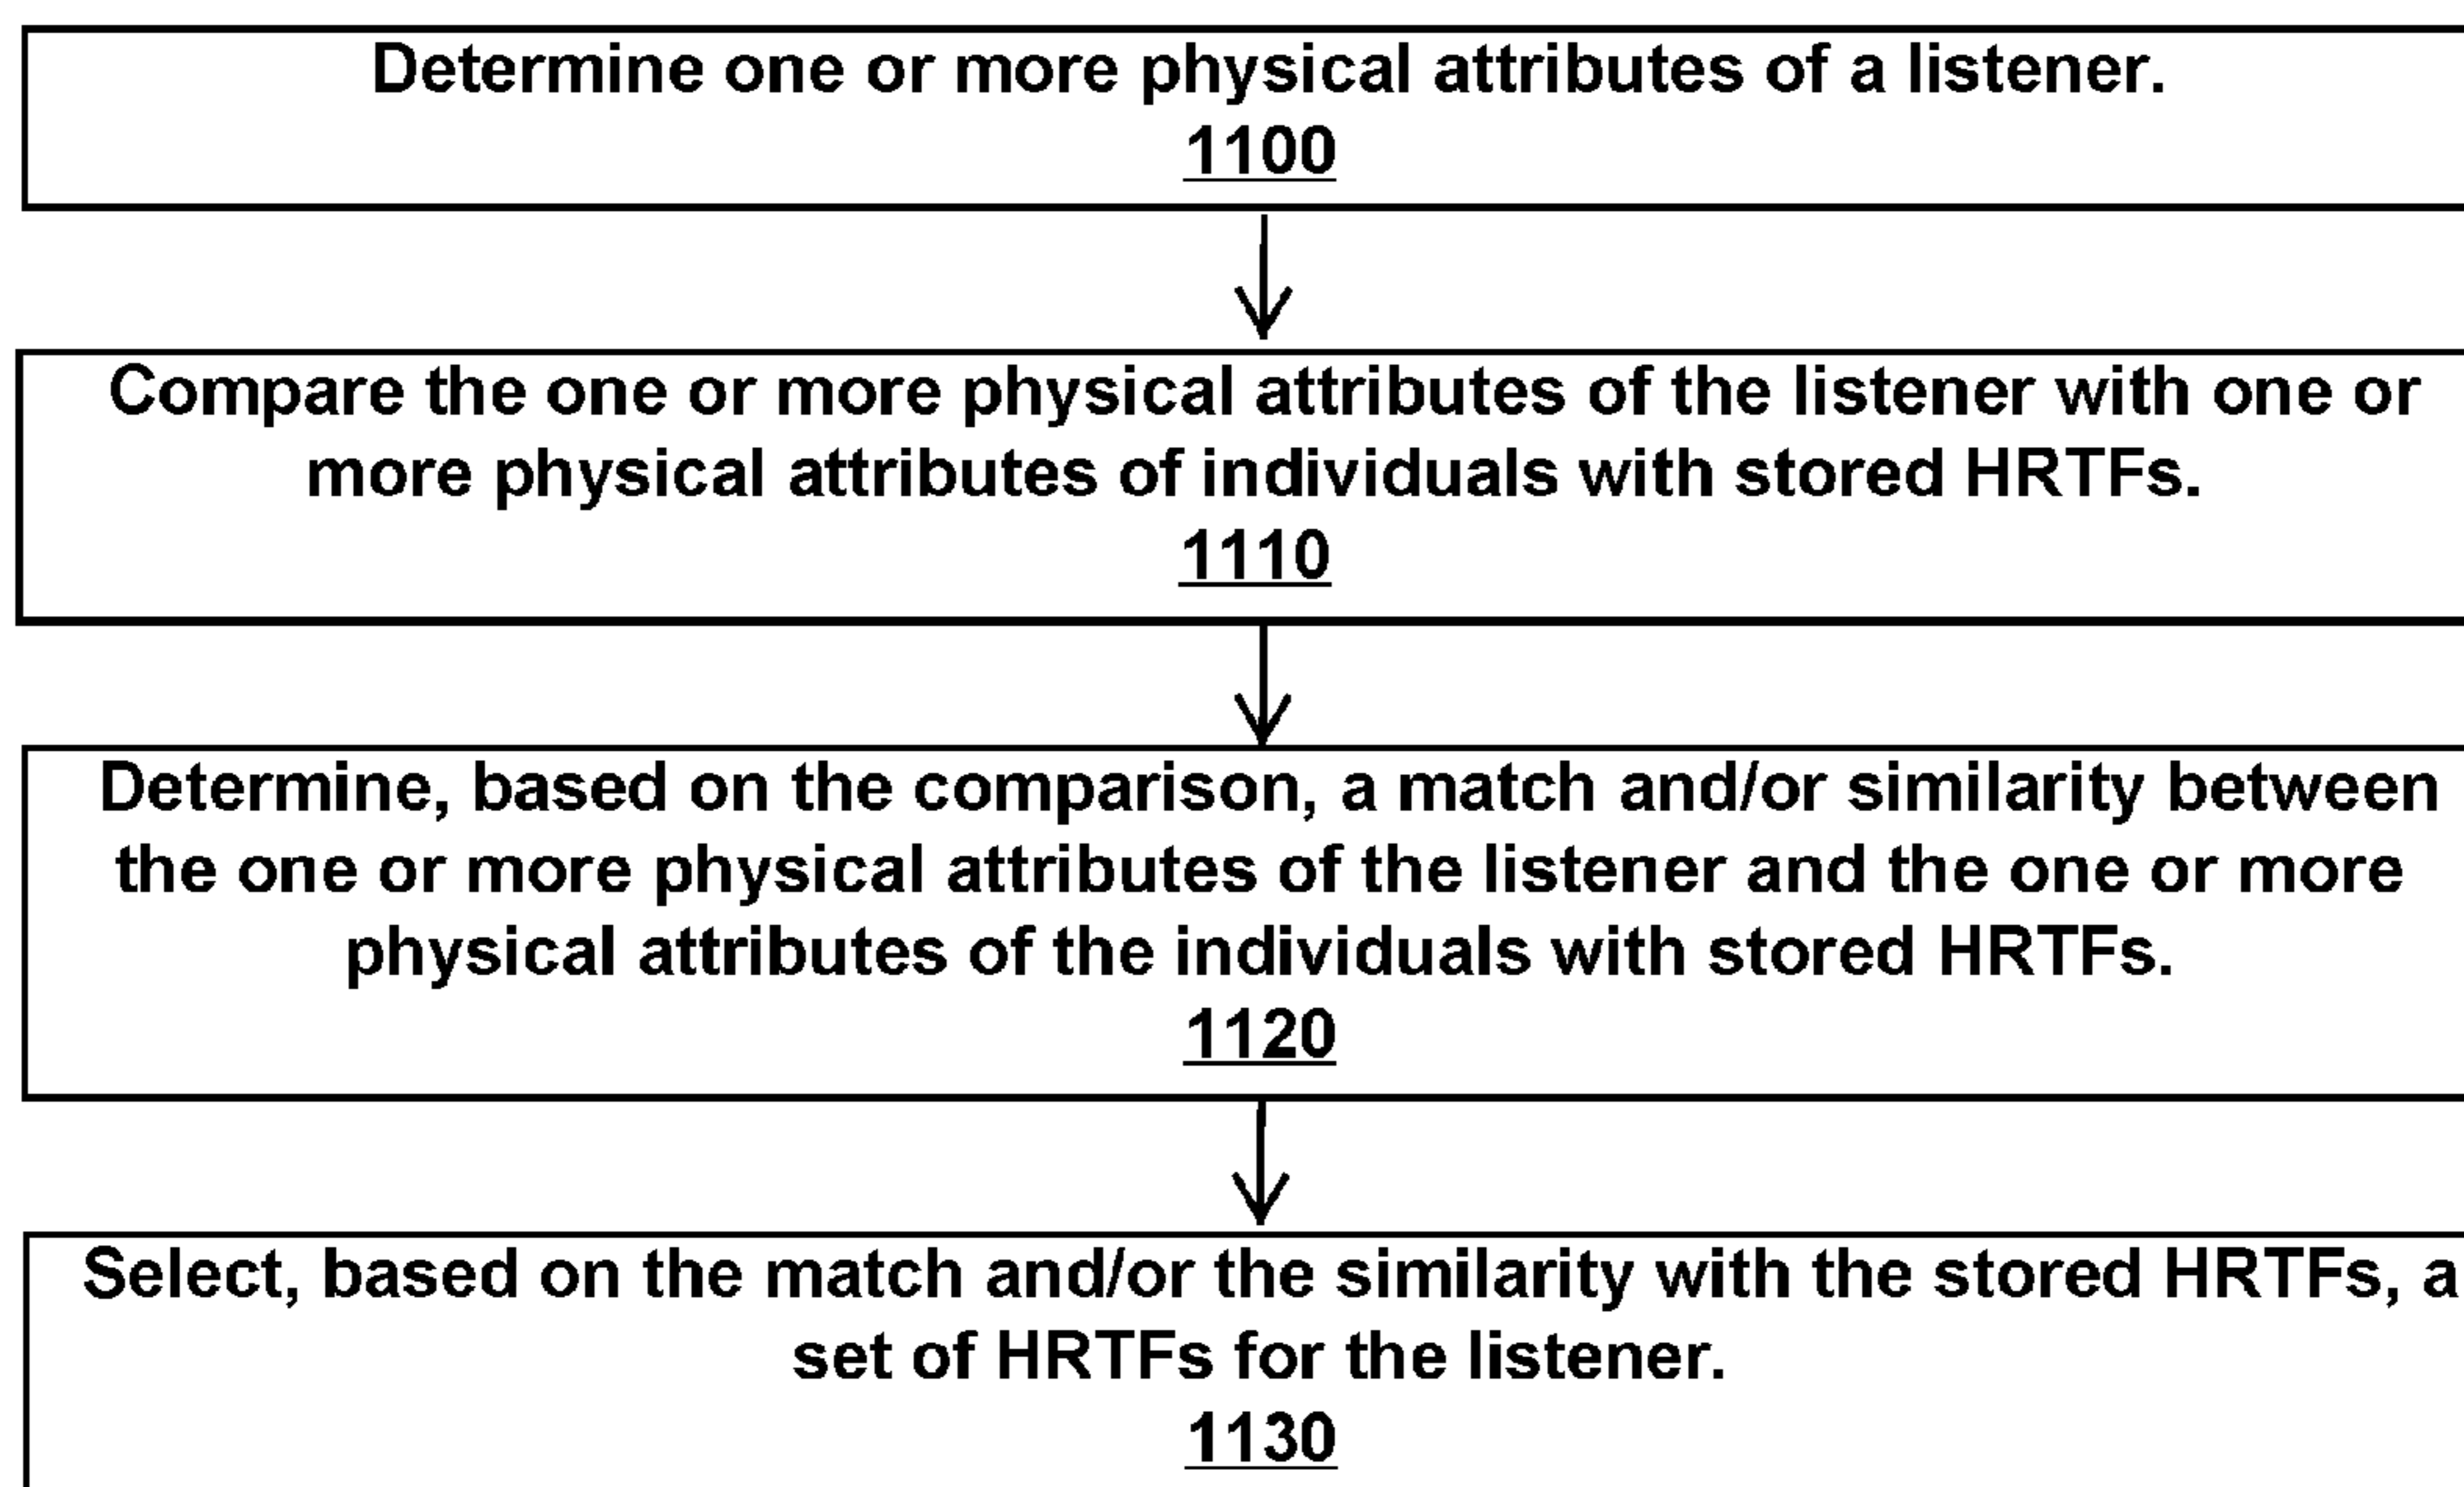 Determine one or more physical attributes of a listener.
1100
Compare the one or more physical attributes of the listener with one or
more physical attributes of individuals with stored HRTFs.
1110
Determine, based on the comparison, a match and/or similarity between
the one or more physical attributes of the listener and the one or more
physical attributes of the individuals with stored HRTFs.
1120
Select, based on the match and/or the similarity with the stored HRTFs, a
set of HRTFs for the listener.
1130